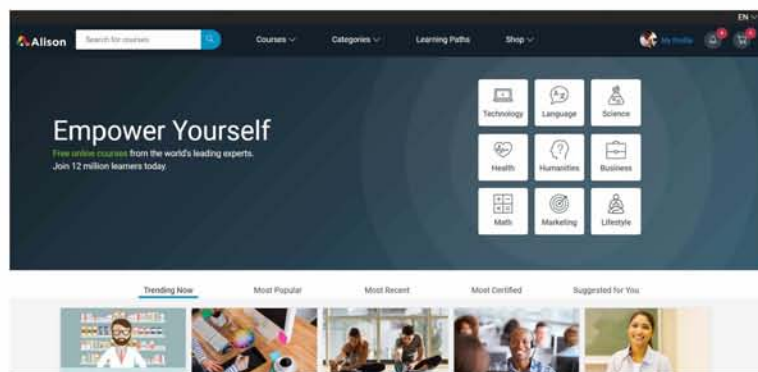 EN
Alison
Search for courses
Courses
Categories
Learning Paths
Shop
My Profile
Empower Yourself
Free online courses from the world's leading experts.
Join 12 million learners today.
Technology
Language
Science
Health
Humanities
Business
Math
Marketing
Lifestyle
Trending Now
Most Popular
Most Recent
Most Certified
Suggested for You